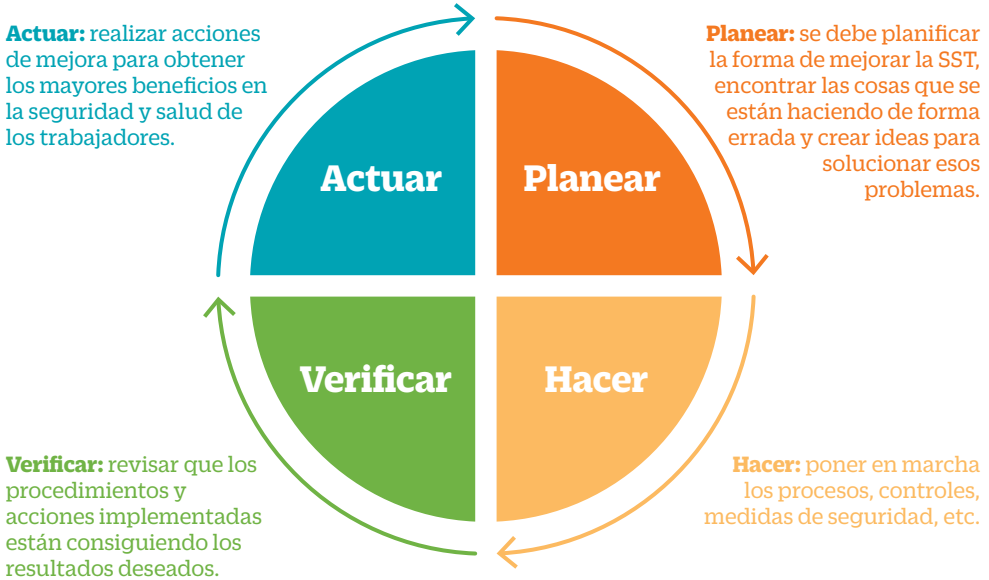 Actuar: realizar acciones
de mejora para obtener
los mayores beneficios en
la seguridad y salud de
los trabajadores.
Planear: se debe planificar
la forma de mejorar la SST,
encontrar las cosas que se
están haciendo de forma
errada y crear ideas para
solucionar esos
problemas.
Actuar
Planear
Verificar
Hacer
Verificar: revisar que los
procedimientos y
acciones implementadas
están consiguiendo los
resultados deseados.
Hacer: poner en marcha
los procesos, controles,
medidas de seguridad, etc.